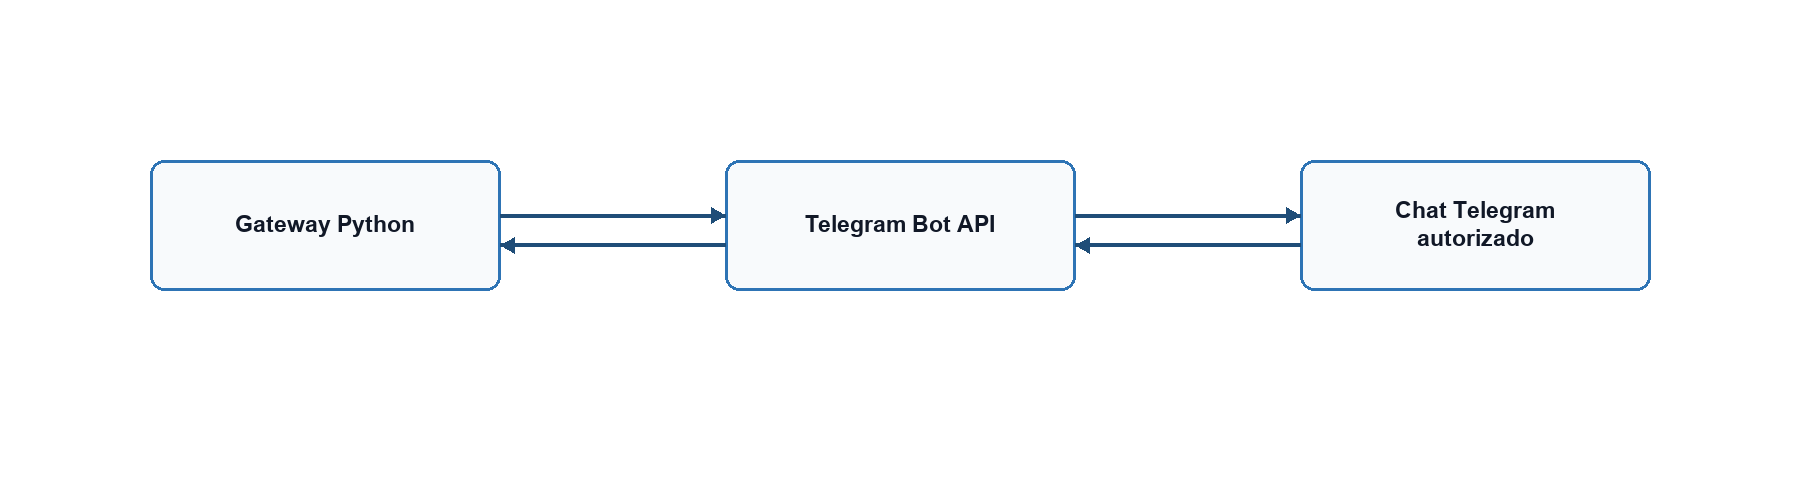 Gateway Python
Telegram Bot API
Chat Telegram
autorizado